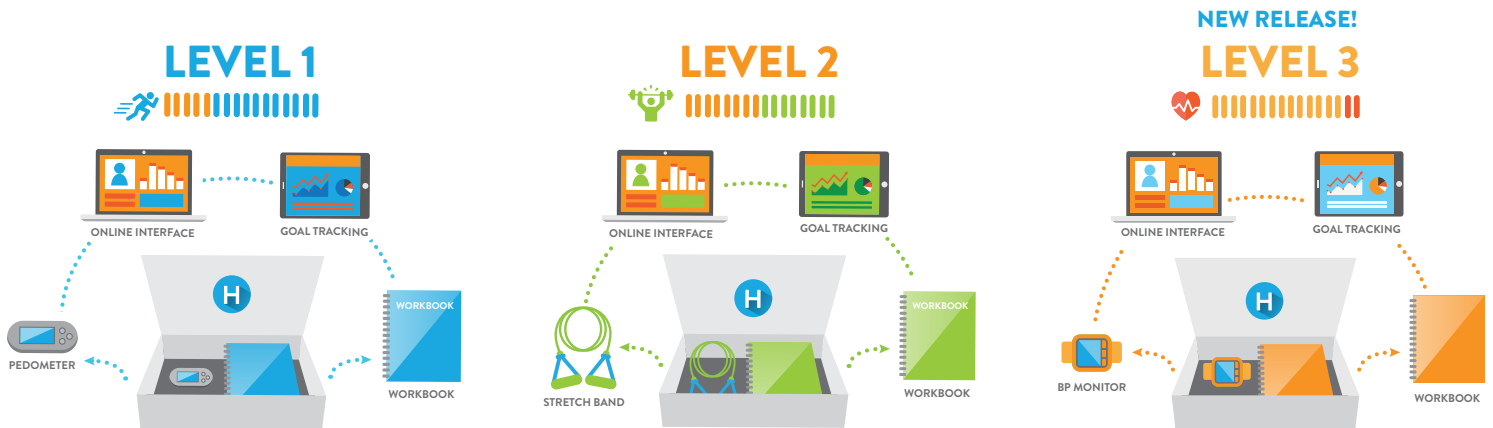 LEVEL 1
ONLINE INTERFACE
GOAL TRACKING
H
WORKBOOK
PEDOMETER
WORKBOOK
LEVEL 2
ONLINE INTERFACE
GOAL TRACKING
H
WORKBOOK
STRETCH BAND
WORKBOOK
NEW RELEASE!
LEVEL 3
ONLINE INTERFACE
GOAL TRACKING
H
BP MONITOR
WORKBOOK